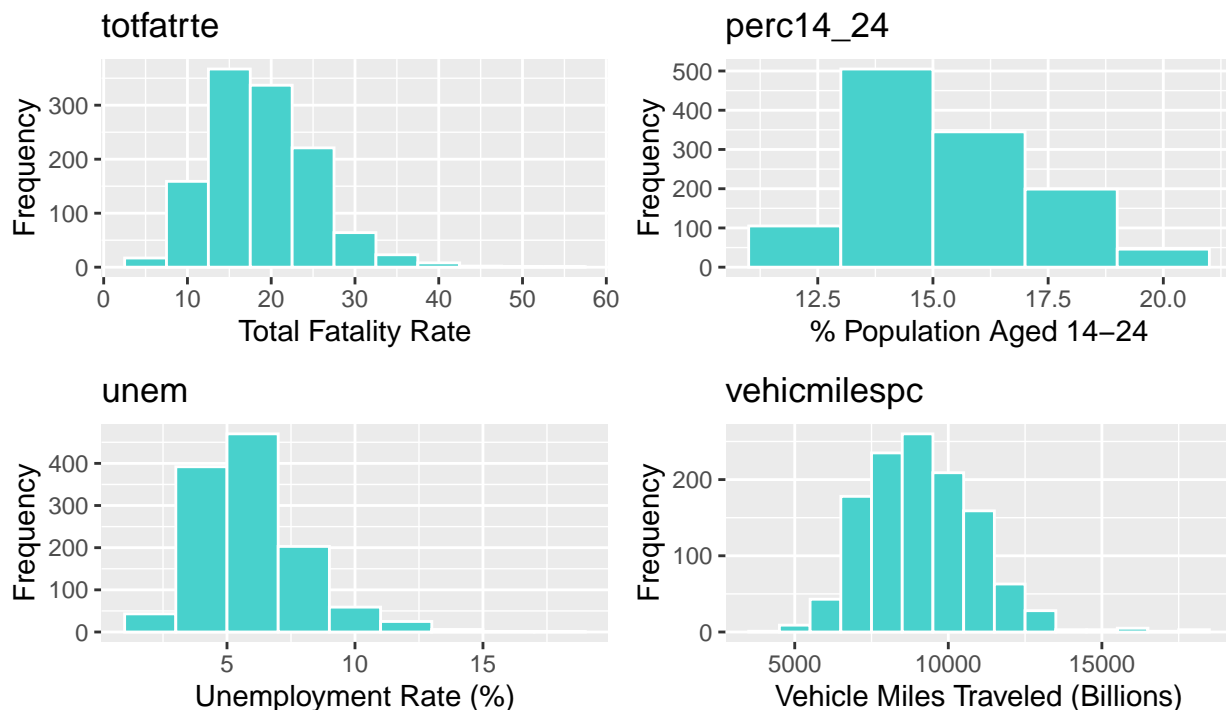 totfatrte
Frequency
300
200
100
0
0 10 20 30 40 50 60
Total Fatality Rate
perc14_24
Frequency
500
400
300
200
100
0
12.5 15.0 17.5 20.0
% Population Aged 14−24
unem
Frequency
400
300
200
100
0
5 10 15
Unemployment Rate (%)
vehicmilespc
Frequency
200
100
0
5000 10000 15000
Vehicle Miles Traveled (Billions)